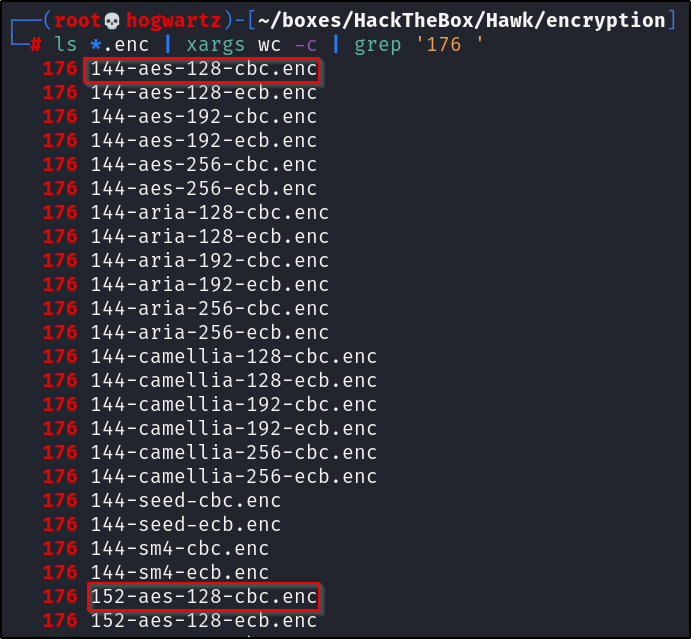 ┌──(root💀hogwartz)-[~/boxes/HackTheBox/Hawk/encryption]
└─# ls *.enc | xargs wc -c | grep '176 '
176 144-aes-128-cbc.enc
176 144-aes-128-ecb.enc
176 144-aes-192-cbc.enc
176 144-aes-192-ecb.enc
176 144-aes-256-cbc.enc
176 144-aes-256-ecb.enc
176 144-aria-128-cbc.enc
176 144-aria-128-ecb.enc
176 144-aria-192-cbc.enc
176 144-aria-192-ecb.enc
176 144-aria-256-cbc.enc
176 144-aria-256-ecb.enc
176 144-camellia-128-cbc.enc
176 144-camellia-128-ecb.enc
176 144-camellia-192-cbc.enc
176 144-camellia-192-ecb.enc
176 144-camellia-256-cbc.enc
176 144-camellia-256-ecb.enc
176 144-seed-cbc.enc
176 144-seed-ecb.enc
176 144-sm4-cbc.enc
176 144-sm4-ecb.enc
176 152-aes-128-cbc.enc
176 152-aes-128-ecb.enc